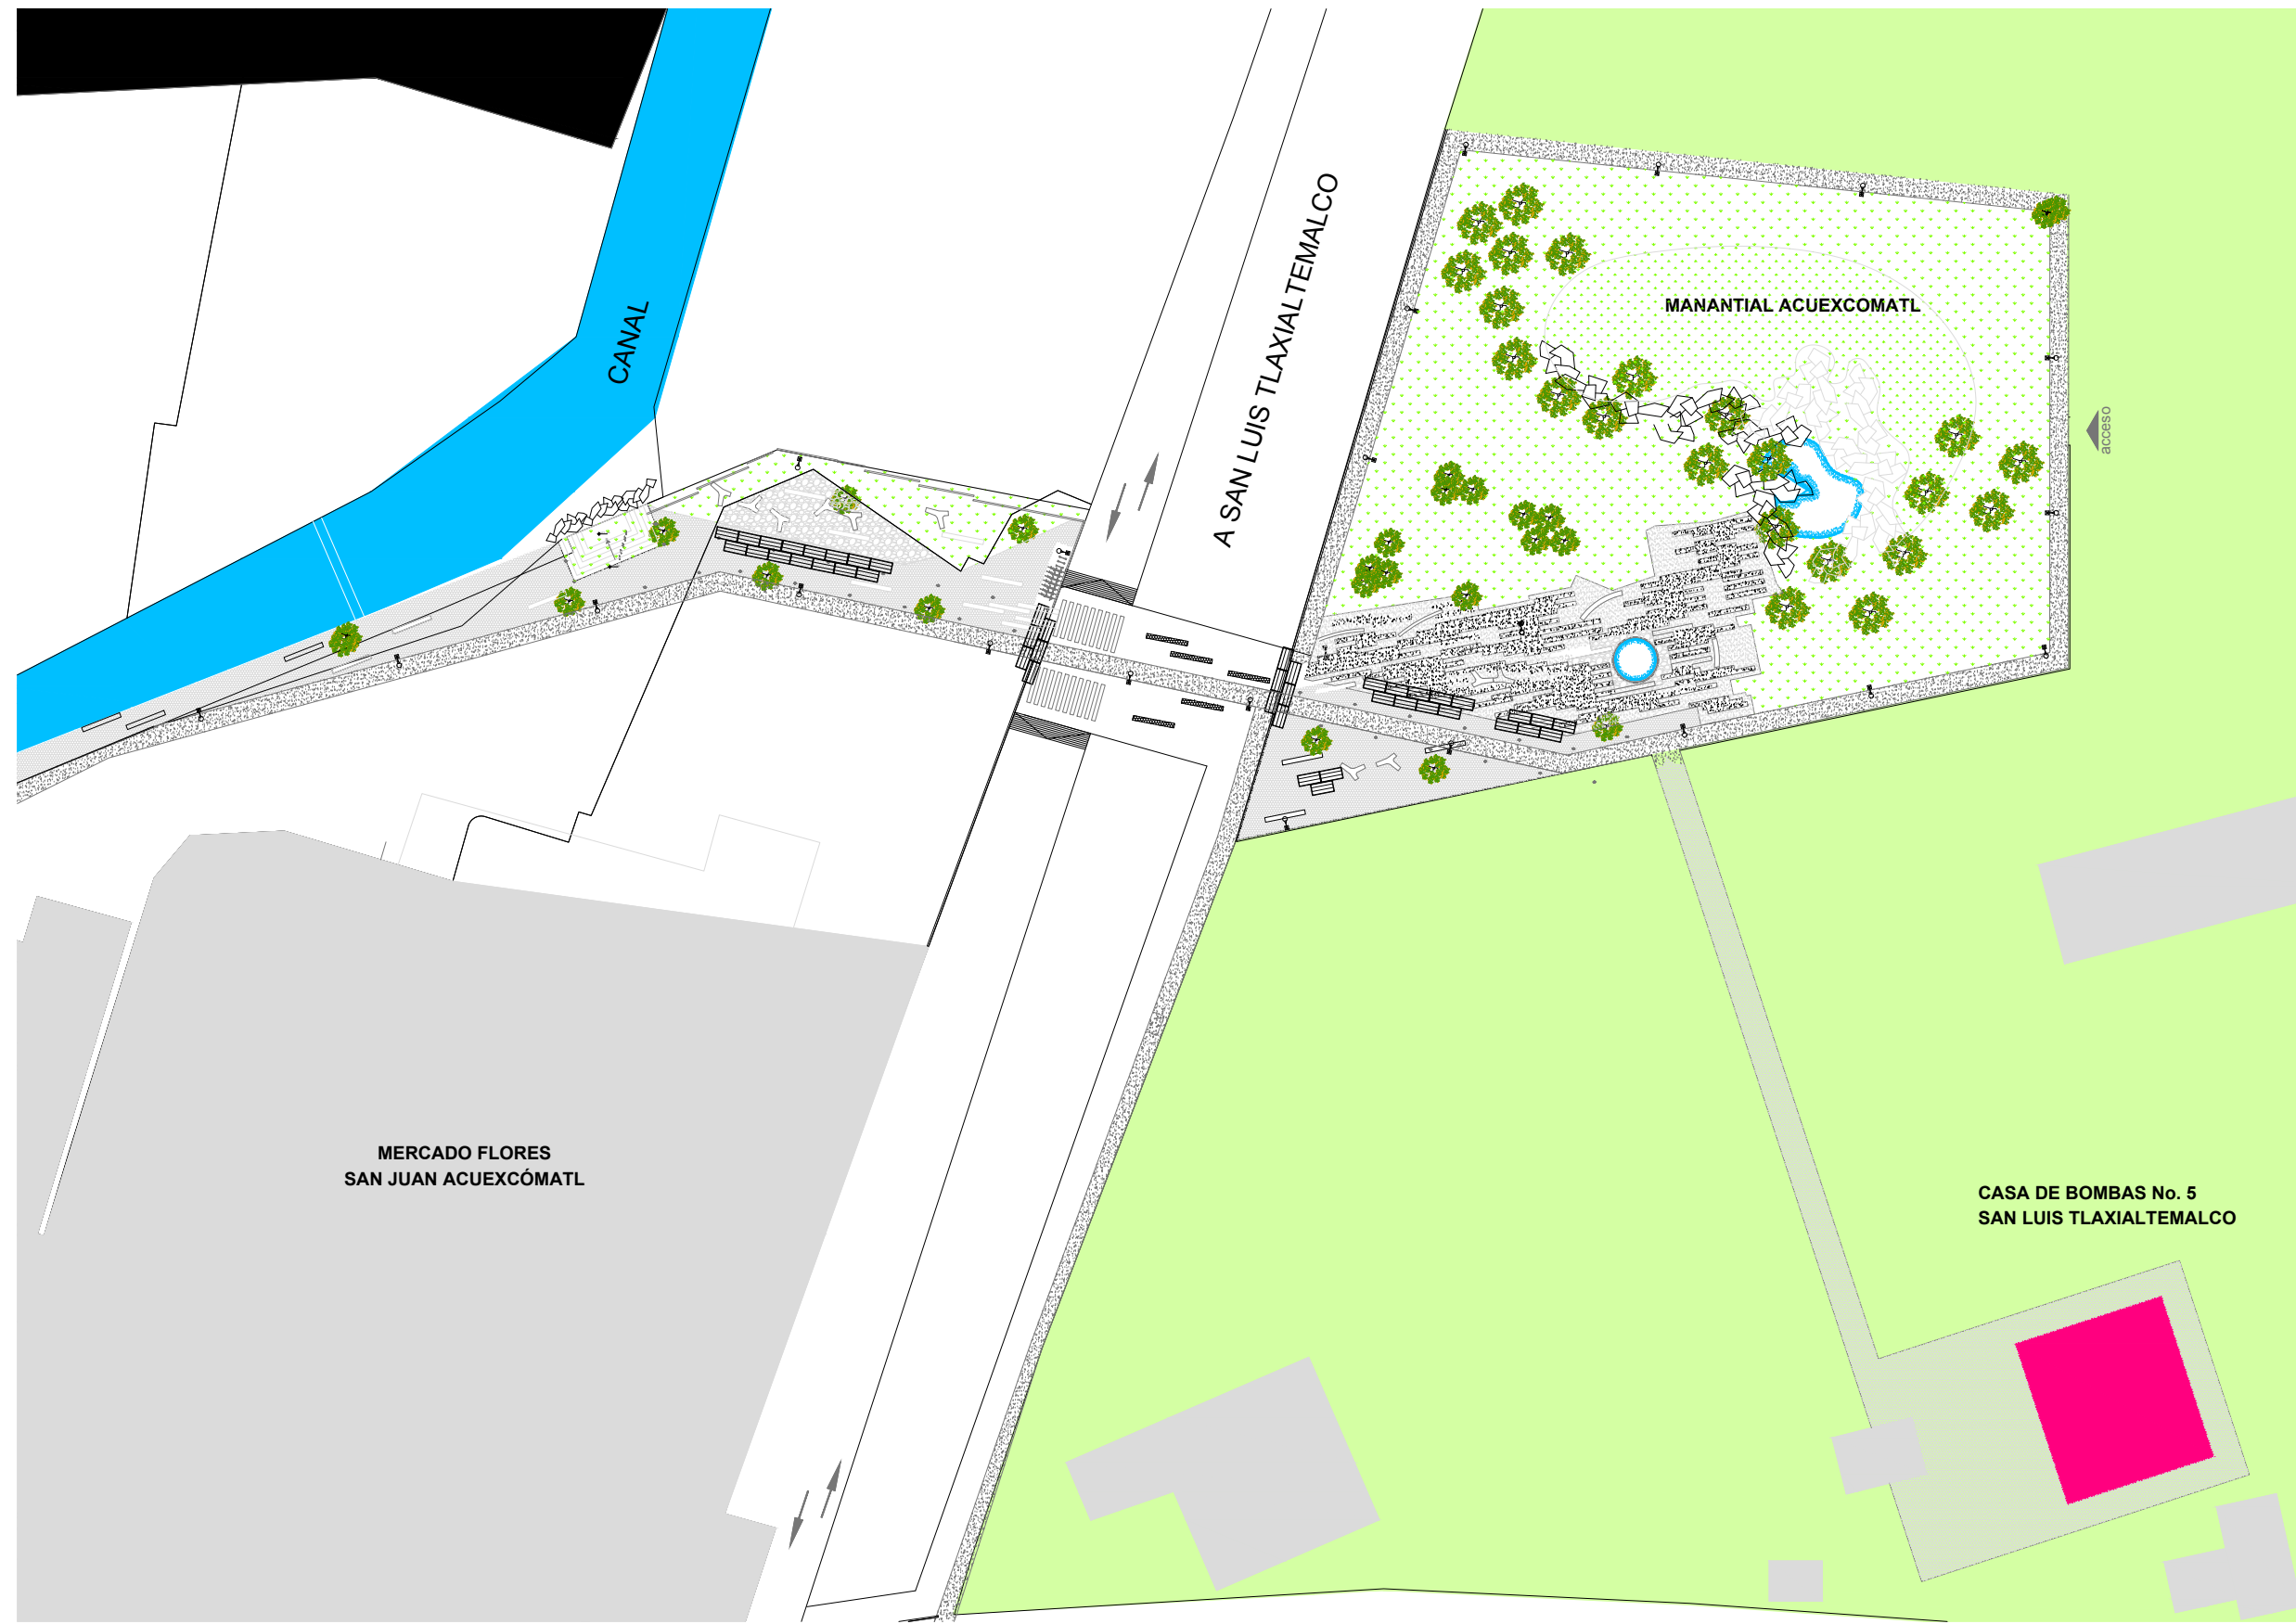 CANAL
A SAN LUIS TLAXIALTEMALCO
MANANTIAL ACUEXCOMATL
acceso
MERCADO FLORES
SAN JUAN ACUEXCÓMATL
CASA DE BOMBAS No. 5
SAN LUIS TLAXIALTEMALCO